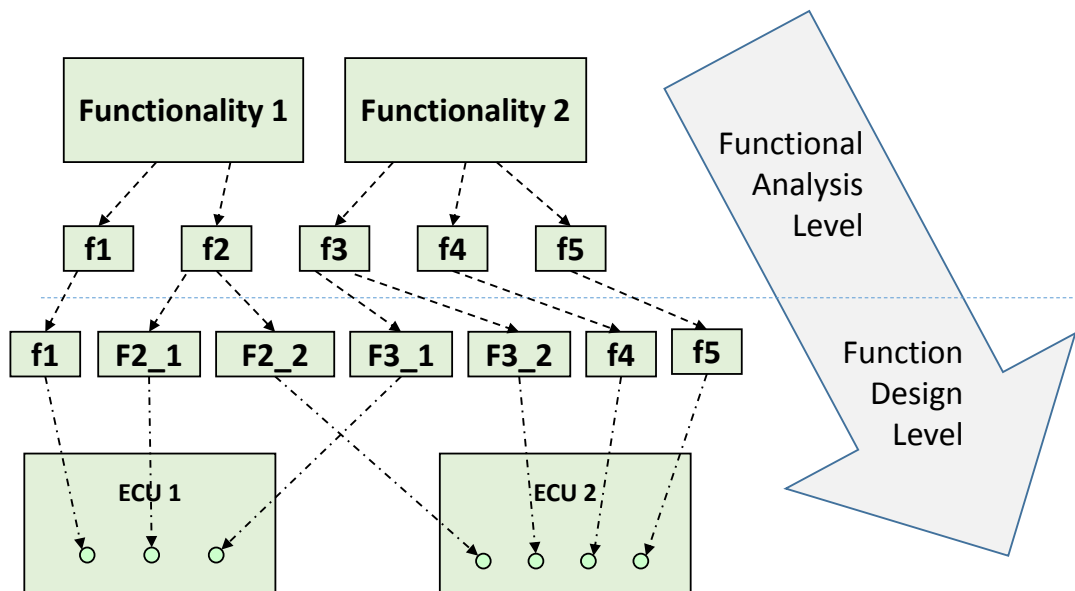 Functionality 1
Functionality 2
Functional
Analysis
Level
f1
f2
f3
f4
f5
f1
F2_1
F2_2
F3_1
F3_2
f4
f5
Function
Design
Level
ECU 1
ECU 2